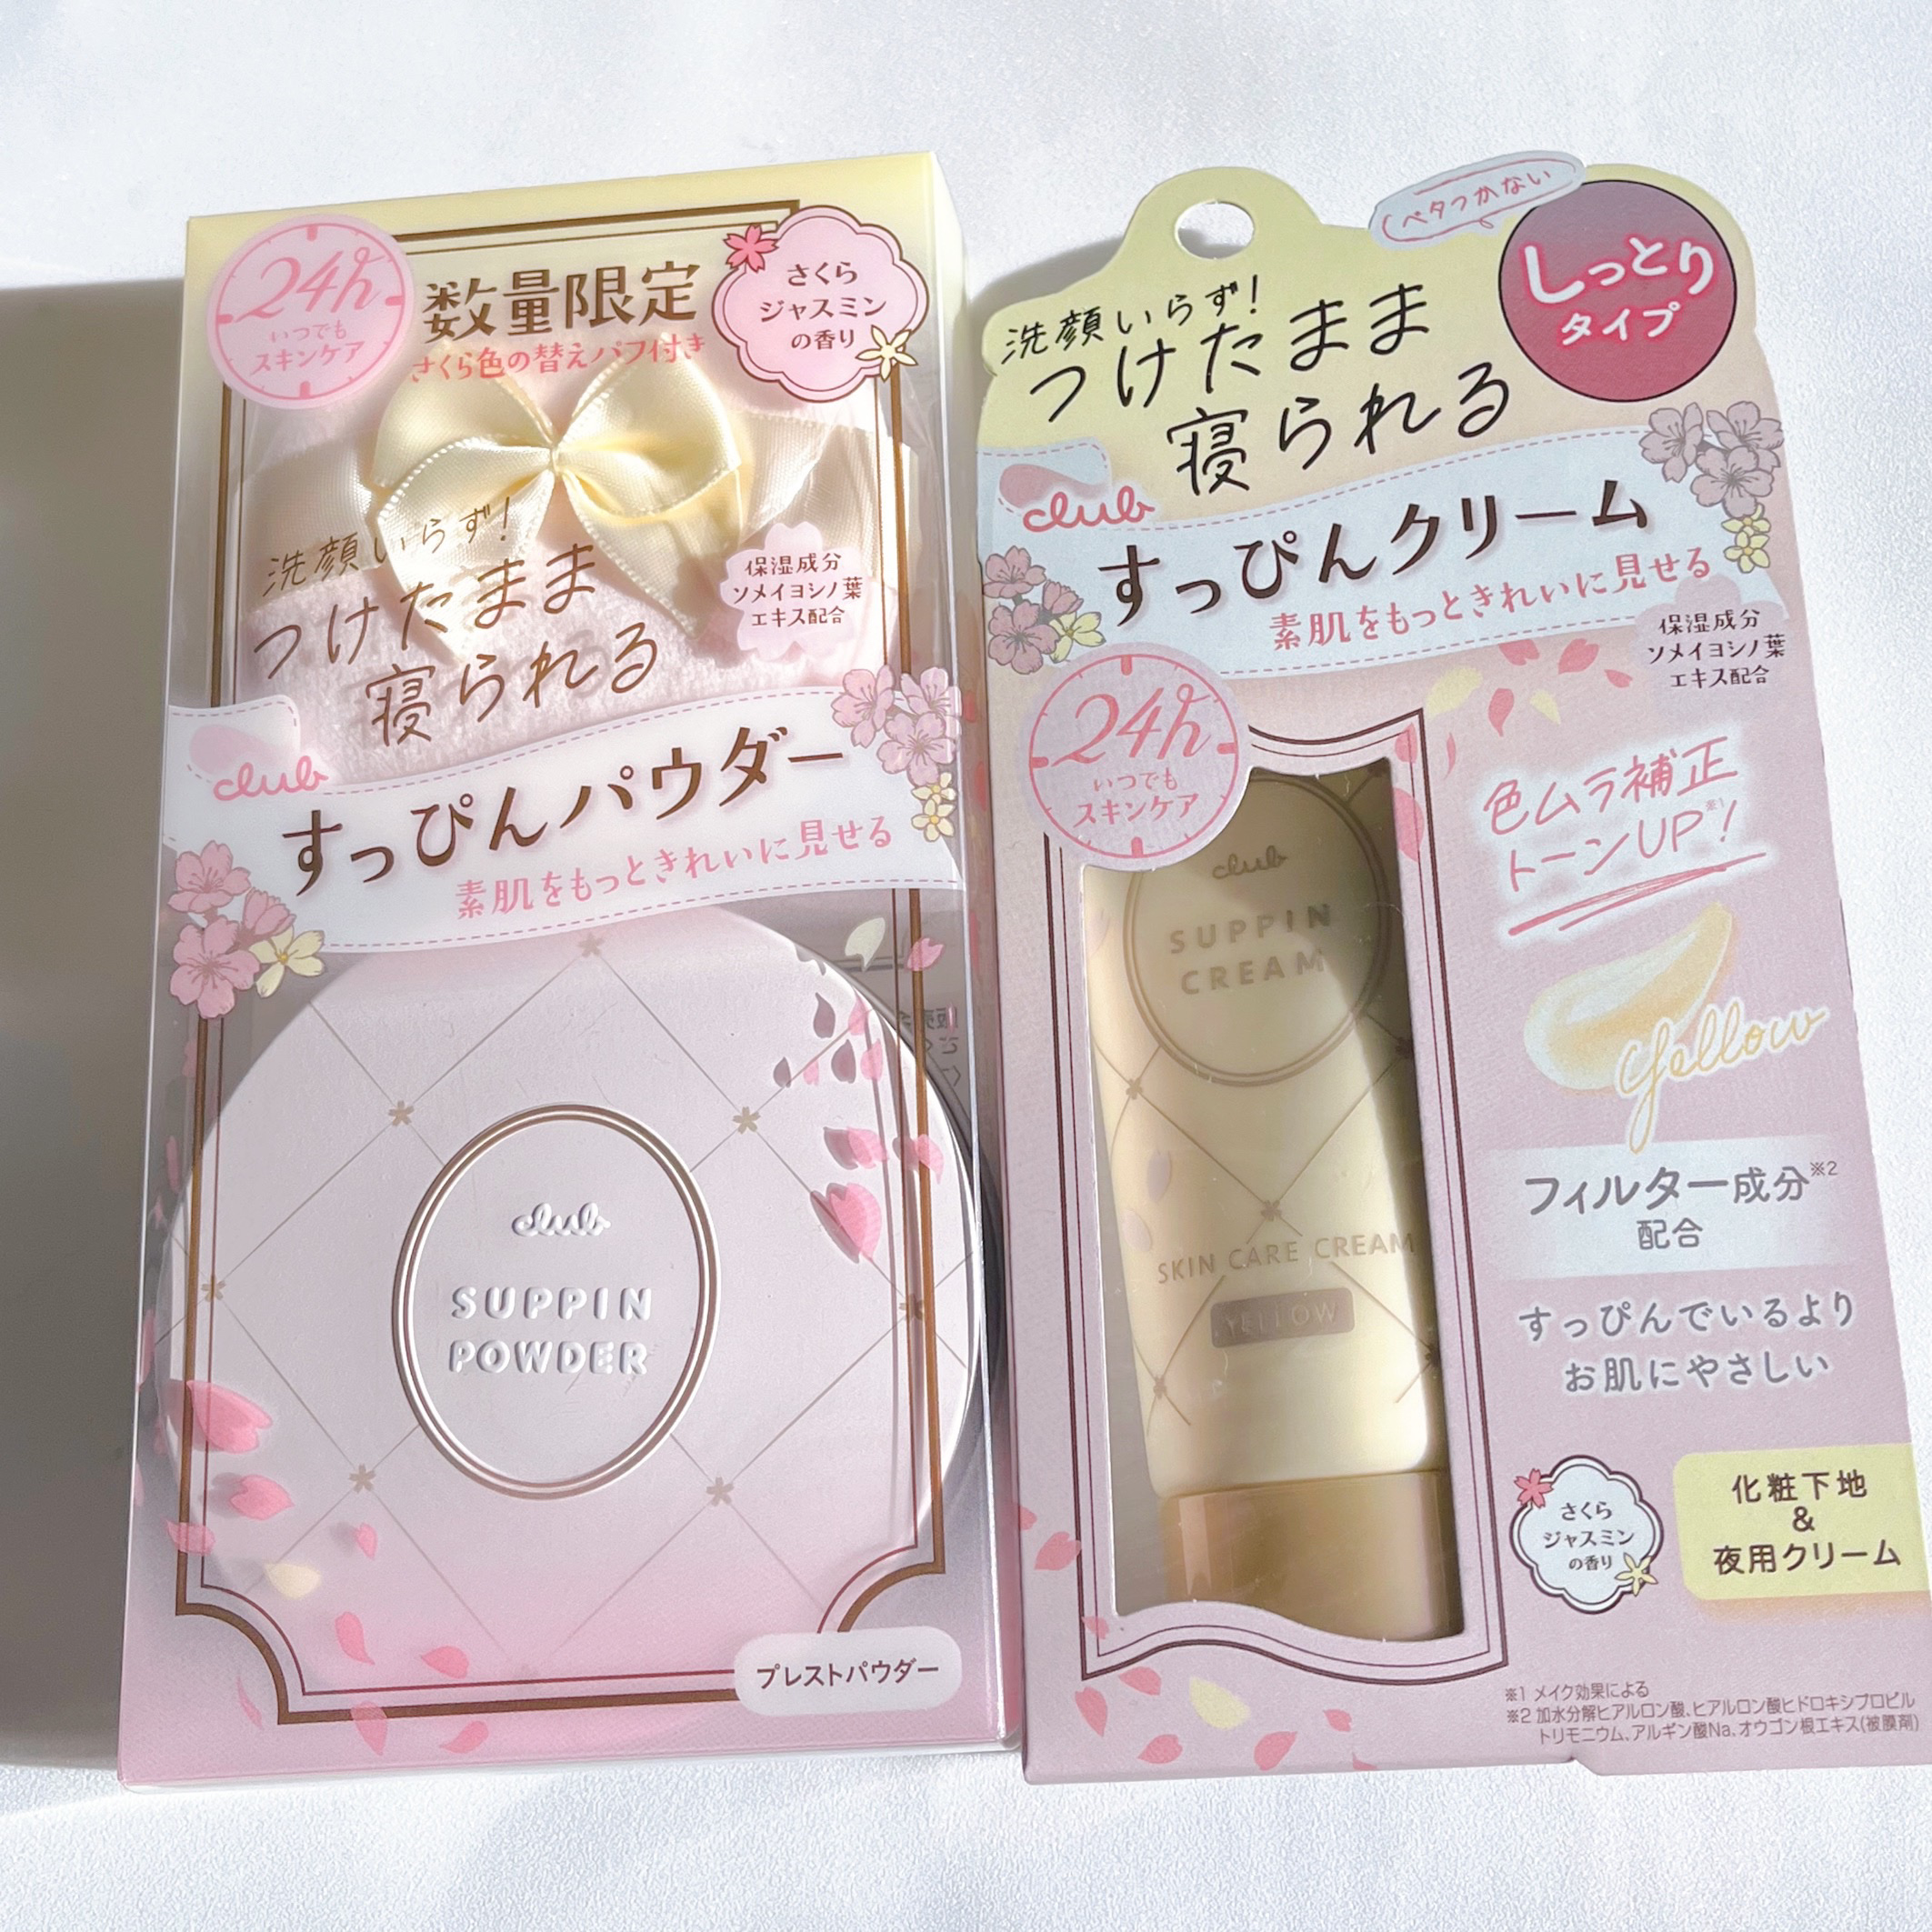 24h
いつでも
スキンケア
数量限定
さくら色の替えパフ付き
さくら
ジャスミン
の香り
洗顔いらず!
つけたまま
寝られる
保湿成分
ソメイヨシノ葉
エキス配合
club
すっぴんパウダー
素肌をもっときれいに見せる
club
SUPPIN
POWDER
プレストパウダー
ベタつかない
しっとり
タイプ
洗顔いらず!
つけたまま
寝られる
club
すっぴんクリーム
素肌をもっときれいに見せる
保湿成分
ソメイヨシノ葉
エキス配合
24h
いつでも
スキンケア
色ムラ補正
トーンUP※1!
yellow
club
SUPPIN
CREAM
SKIN CARE CREAM
YELLOW
フィルター成分※2
配合
すっぴんでいるより
お肌にやさしい
さくら
ジャスミン
の香り
化粧下地
&
夜用クリーム
※1 メイク効果による
※2 加水分解ヒアルロン酸、ヒアルロン酸ヒドロキシプロピル
トリモニウム、アルギン酸Na、オウゴン根エキス(被膜剤)